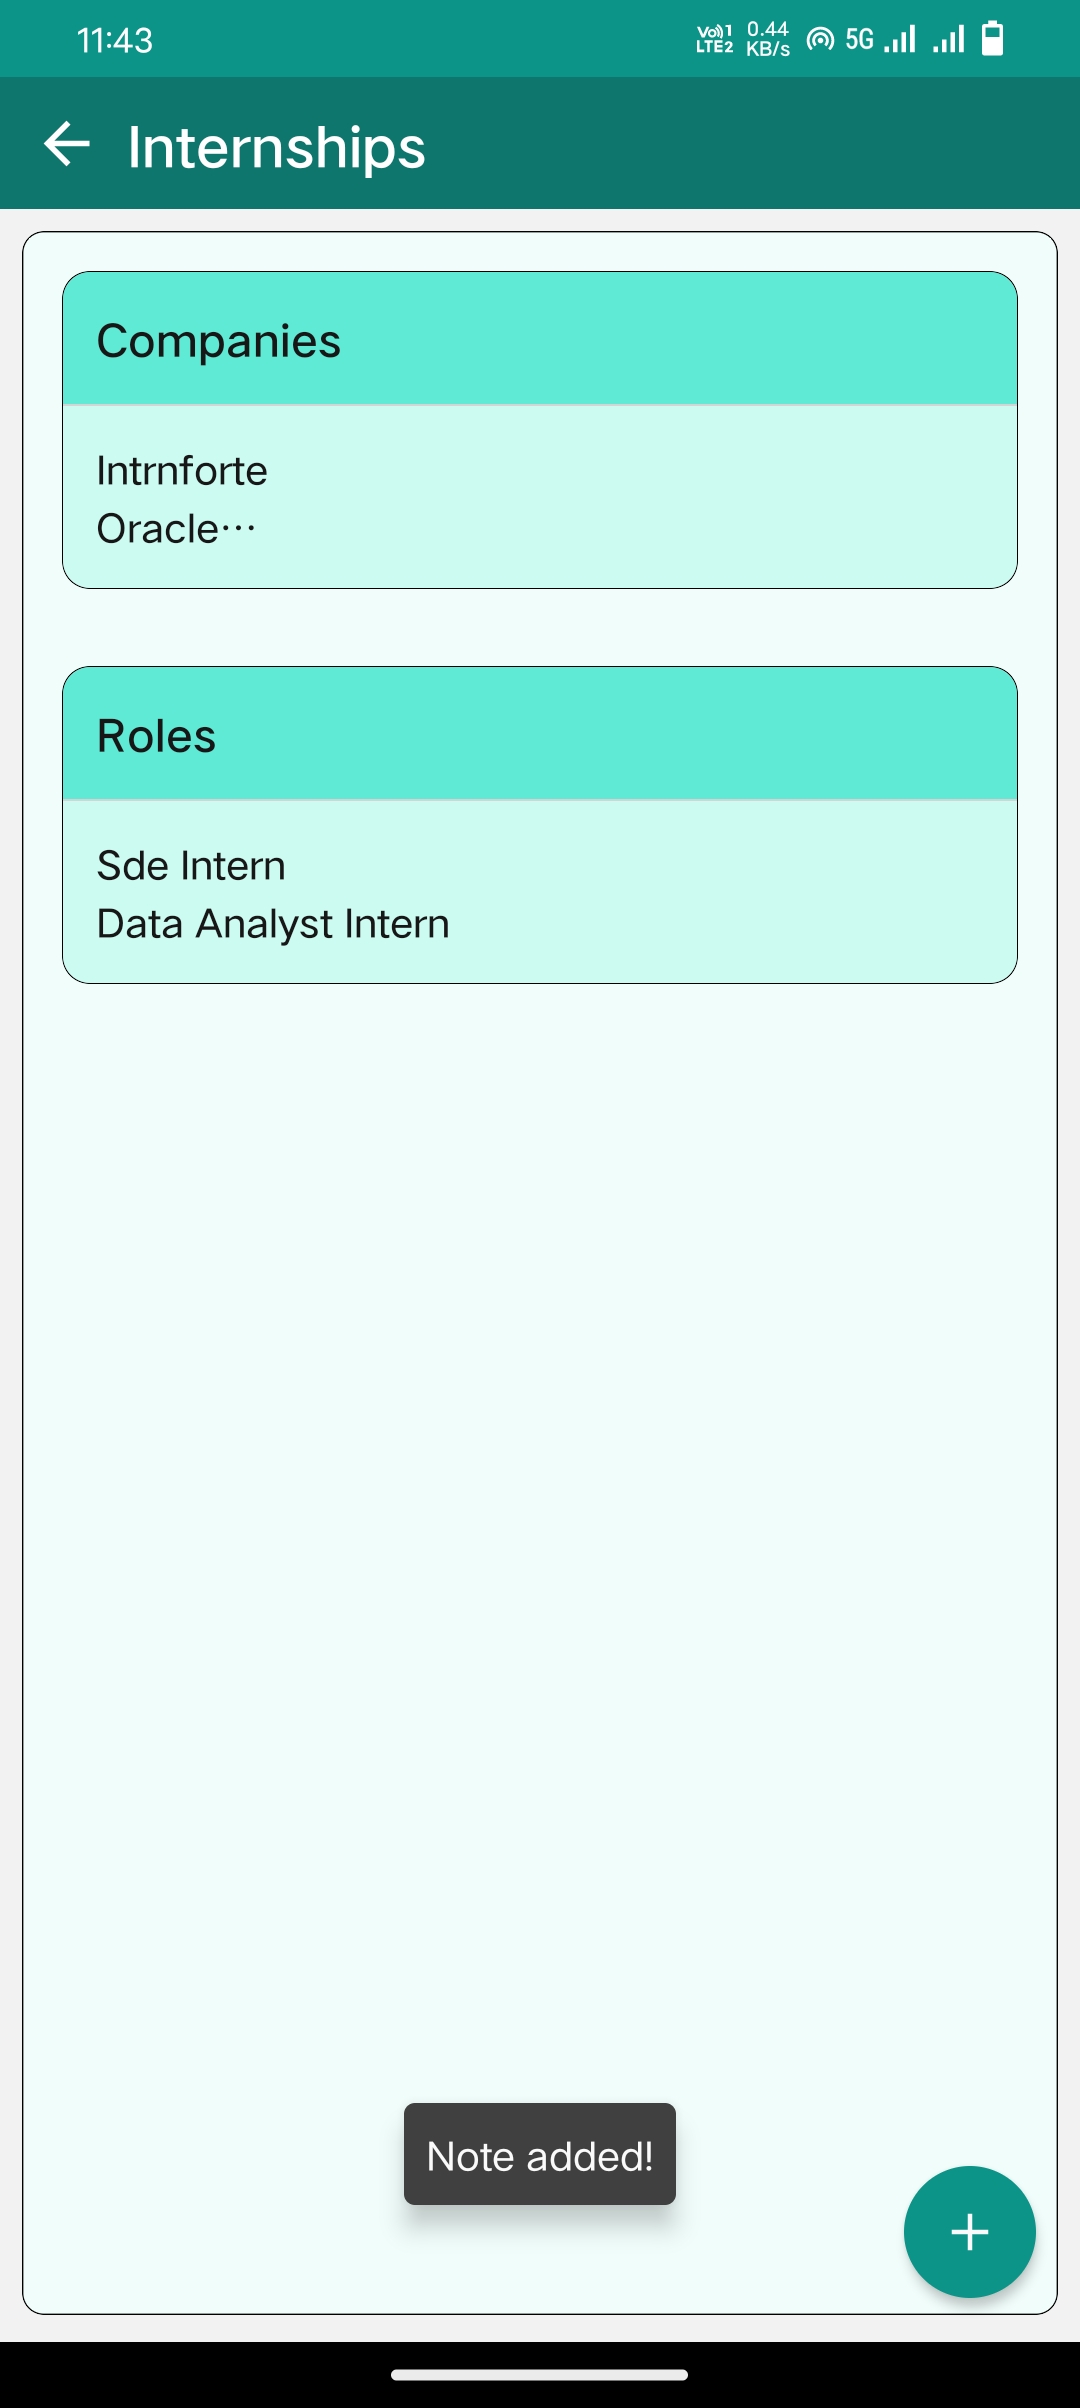 11:43
Vo)) 1
LTE2
0.44
KB/s
5G
Internships
Companies
Intrnforte
Oracle···
Roles
Sde Intern
Data Analyst Intern
Note added!